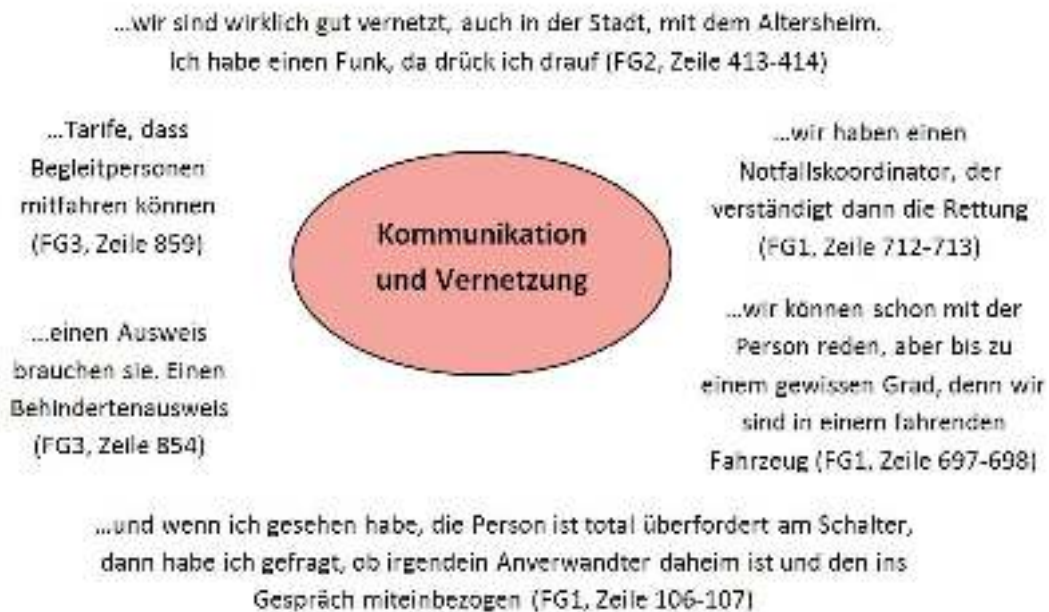 ...wir sind wirklich gut vernetzt, auch in der Stadt, mit dem Altersheim.
Ich habe einen Funk, da drück ich drauf (FG2, Zeile 413-414)
...Tarife, dass
Begleitpersonen
mitfahren können
(FG3, Zeile 859)
...einen Ausweis
brauchen sie. Einen
Behindertenausweis
(FG3, Zeile 854)
Kommunikation
und Vernetzung
...wir haben einen
Notfallskoordinator, der
verständigt dann die Rettung
(FG1, Zeile 712-713)
...wir können schon mit der
Person reden, aber bis zu
einem gewissen Grad, denn wir
sind in einem fahrenden
Fahrzeug (FG1, Zeile 697-698)
...und wenn ich gesehen habe, die Person ist total überfordert am Schalter,
dann habe ich gefragt, ob irgendein Anverwandter daheim ist und den ins
Gespräch miteinbezogen (FG1, Zeile 106-107)